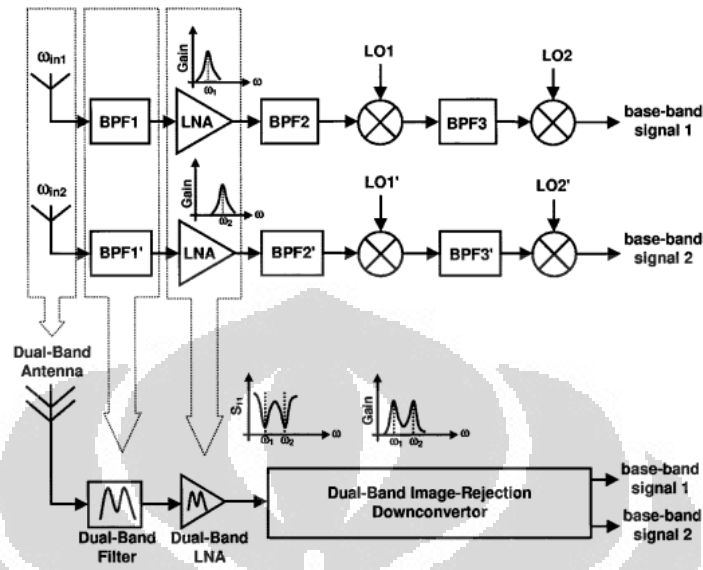 ωin1
Gain
ω1
ω
LO1
LO2
BPF1
LNA
BPF2
BPF3
base-band
signal 1
ωin2
Gain
ω2
ω
LO1'
LO2'
BPF1'
LNA
BPF2'
BPF3'
base-band
signal 2
Dual-Band
Antenna
S11
ω1 ω2
ω
Gain
ω1 ω2
ω
Dual-Band
Filter
Dual-Band
LNA
Dual-Band Image-Rejection
Downconvertor
base-band
signal 1
base-band
signal 2